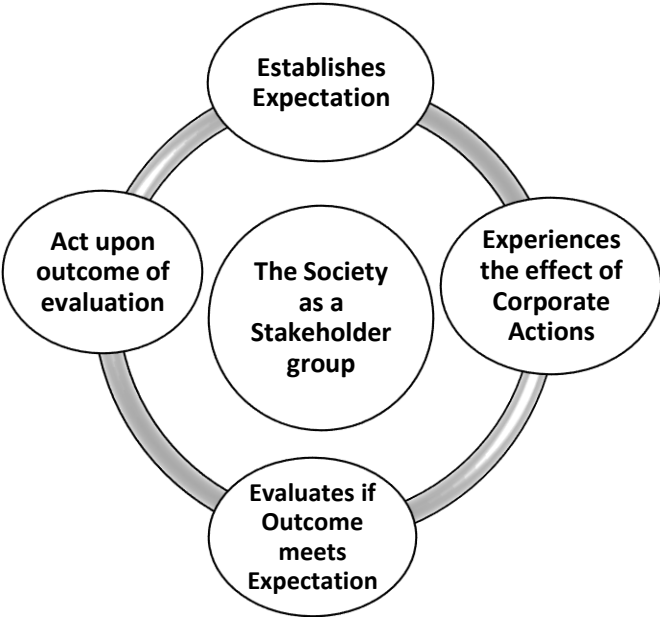 Establishes
Expectation
Experiences
the effect of
Corporate
Actions
The Society
as a
Stakeholder
group
Act upon
outcome of
evaluation
Evaluates if
Outcome
meets
Expectation